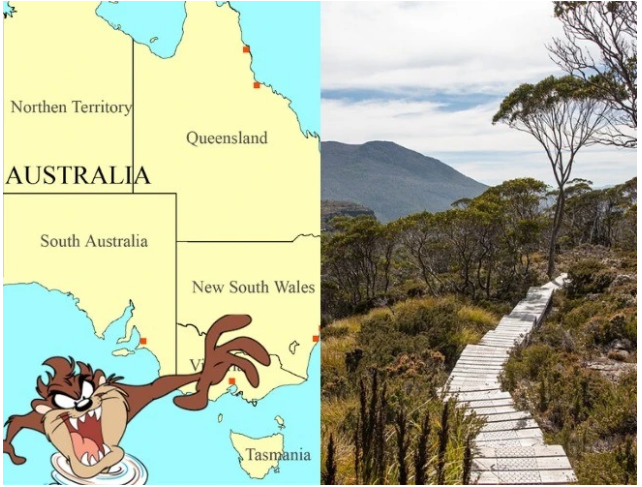 Northen Territory
Queensland
AUSTRALIA
South Australia
New South Wales
Tasmania